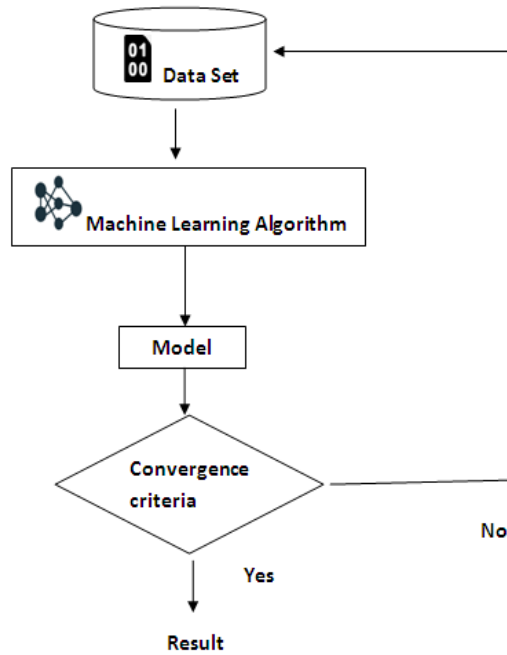 01
00
Data Set
Machine Learning Algorithm
Model
Convergence
criteria
No
Yes
Result